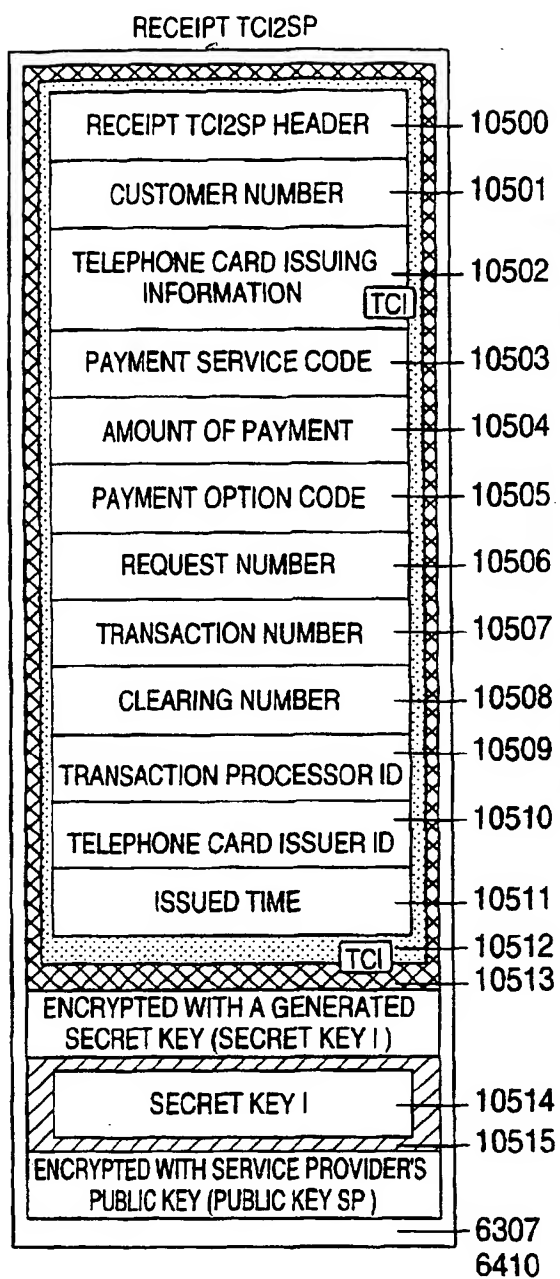 RECEIPT TCI2SP
RECEIPT TCI2SP HEADER
10500
CUSTOMER NUMBER
10501
TELEPHONE CARD ISSUING
INFORMATION
10502
TCI
PAYMENT SERVICE CODE
10503
AMOUNT OF PAYMENT
10504
PAYMENT OPTION CODE
10505
REQUEST NUMBER
10506
TRANSACTION NUMBER
10507
CLEARING NUMBER
10508
10509
TRANSACTION PROCESSOR ID
10510
TELEPHONE CARD ISSUER ID
ISSUED TIME
10511
10512
TCI
10513
ENCRYPTED WITH A GENERATED
SECRET KEY (SECRET KEY I )
SECRET KEY I
10514
10515
ENCRYPTED WITH SERVICE PROVIDER'S
PUBLIC KEY (PUBLIC KEY SP )
6307
6410